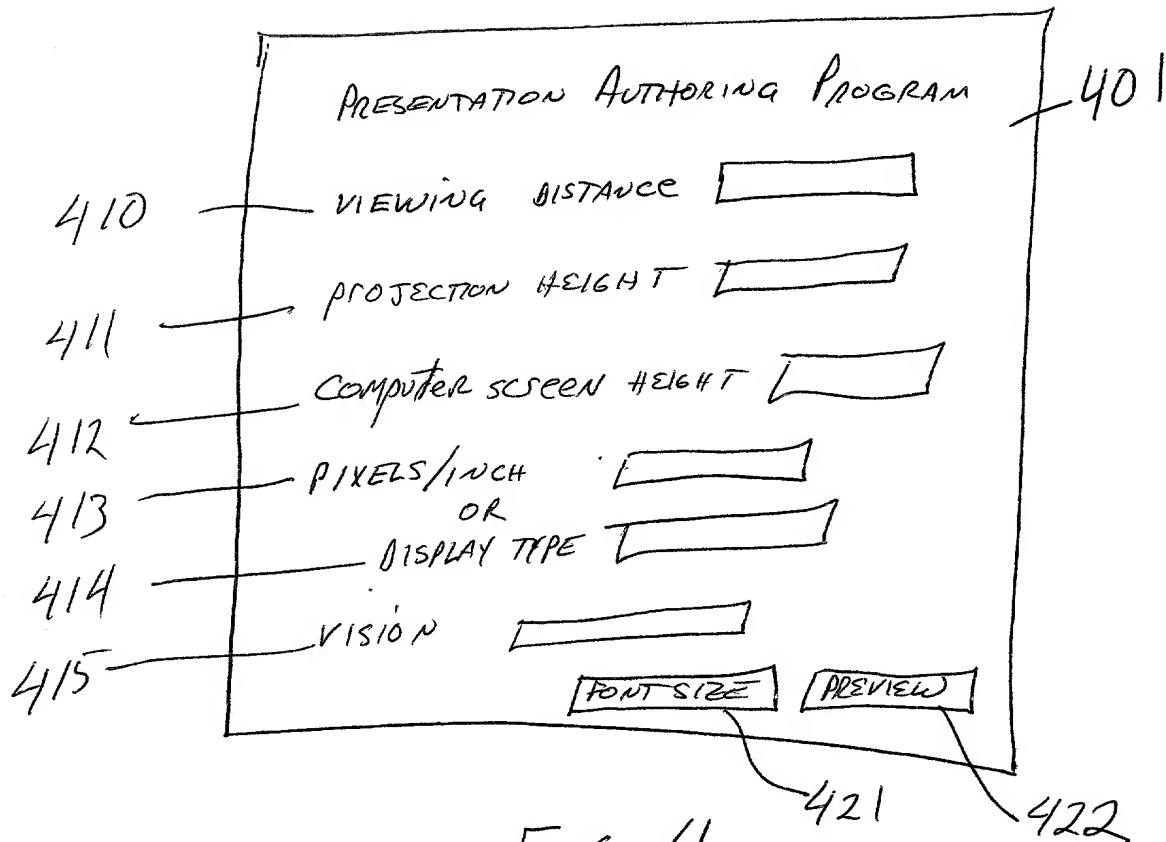 PRESENTATION AUTHORING PROGRAM
401
410
VIEWING DISTANCE
411
PROJECTION HEIGHT
412
COMPUTER SCREEN HEIGHT
413
PIXELS/INCH
OR
414
DISPLAY TYPE
415
VISION
FONT SIZE
PREVIEW
421
422